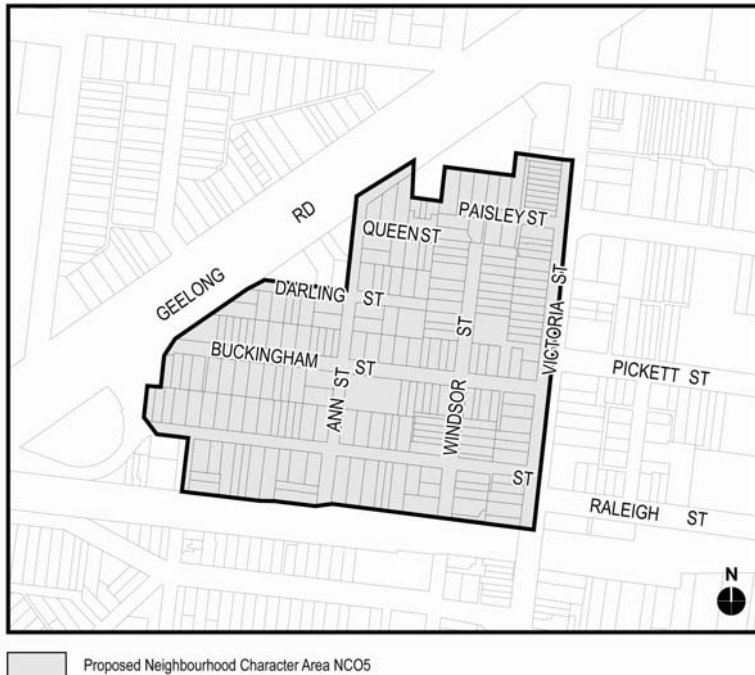 PAISLEY ST
QUEEN ST
RD
GEELONG
DARLING ST
ST
VICTORIA ST
BUCKINGHAM ST
PICKETT ST
ANN ST
WINDSOR
ST
RALEIGH ST
N
Proposed Neighbourhood Character Area NCO5